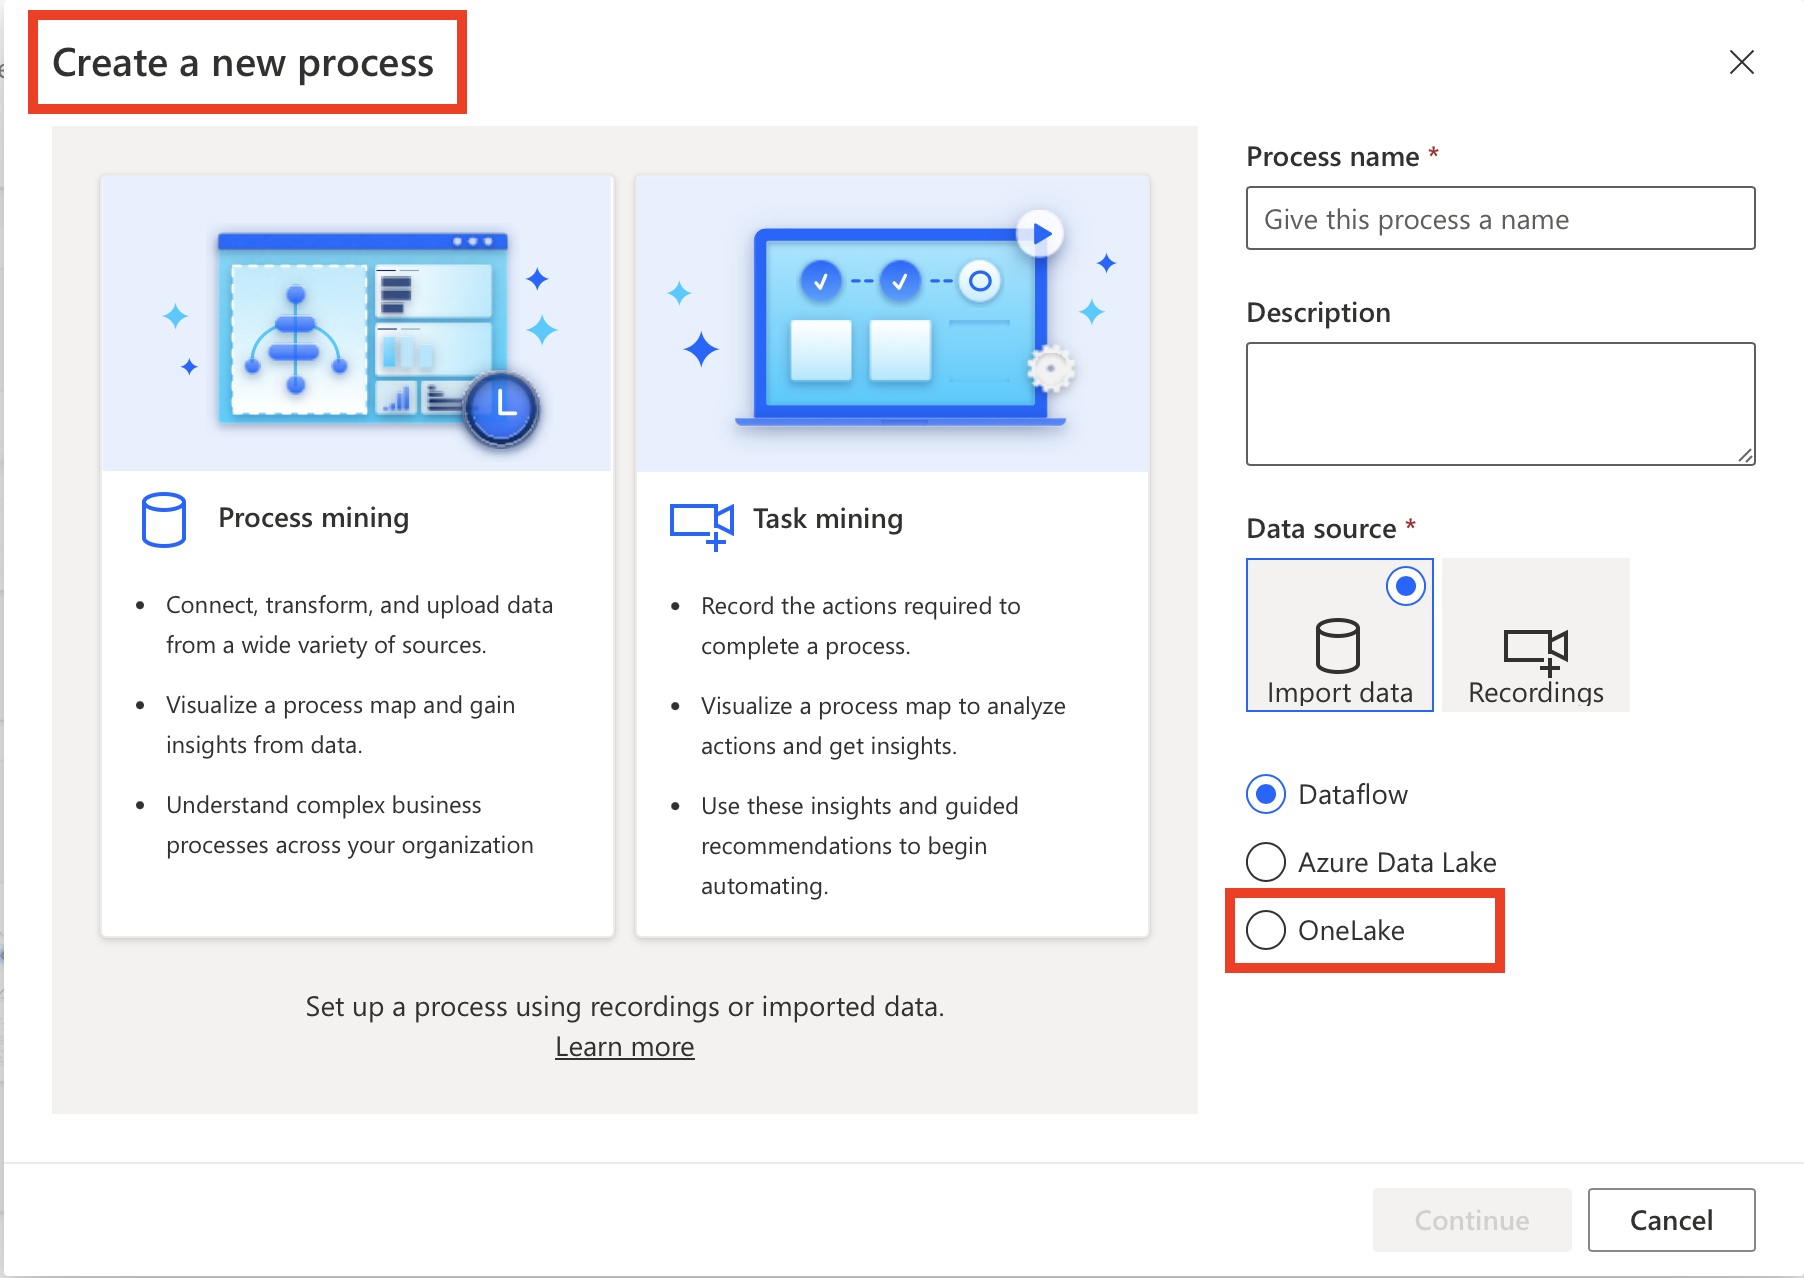 Create a new process
Process mining
• Connect, transform, and upload data
from a wide variety of sources.
• Visualize a process map and gain
insights from data.
• Understand complex business
processes across your organization
Task mining
• Record the actions required to
complete a process.
• Visualize a process map to analyze
actions and get insights.
• Use these insights and guided
recommendations to begin
automating.
Set up a process using recordings or imported data.
Learn more
Process name *
Give this process a name
Description
Data source *
Import data
Recordings
Dataflow
Azure Data Lake
OneLake
Continue
Cancel